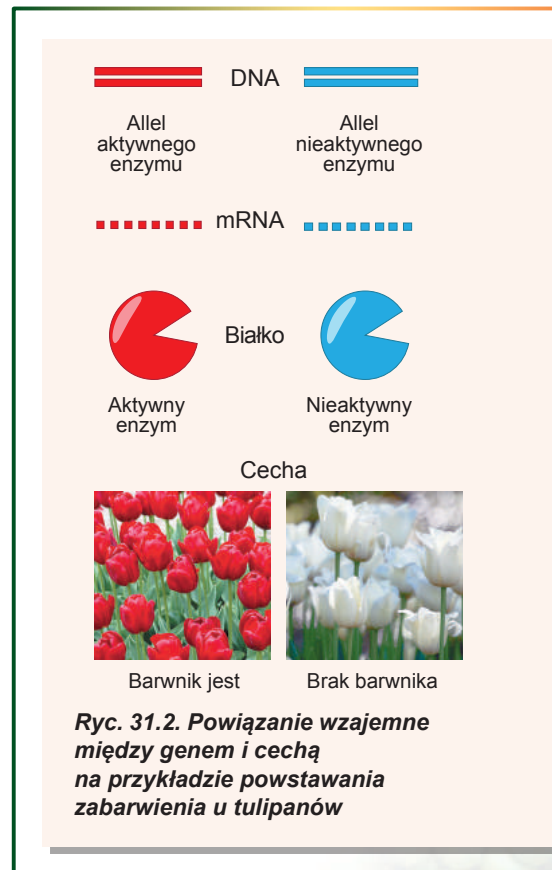 DNA
Allel
aktywnego
enzymu
Allel
nieaktywnego
enzymu
mRNA
Białko
Aktywny
enzym
Nieaktywny
enzym
Cecha
Barwnik jest
Brak barwnika
Ryc. 31.2. Powiązanie wzajemne
między genem i cechą
na przykładzie powstawania
zabarwienia u tulipanów